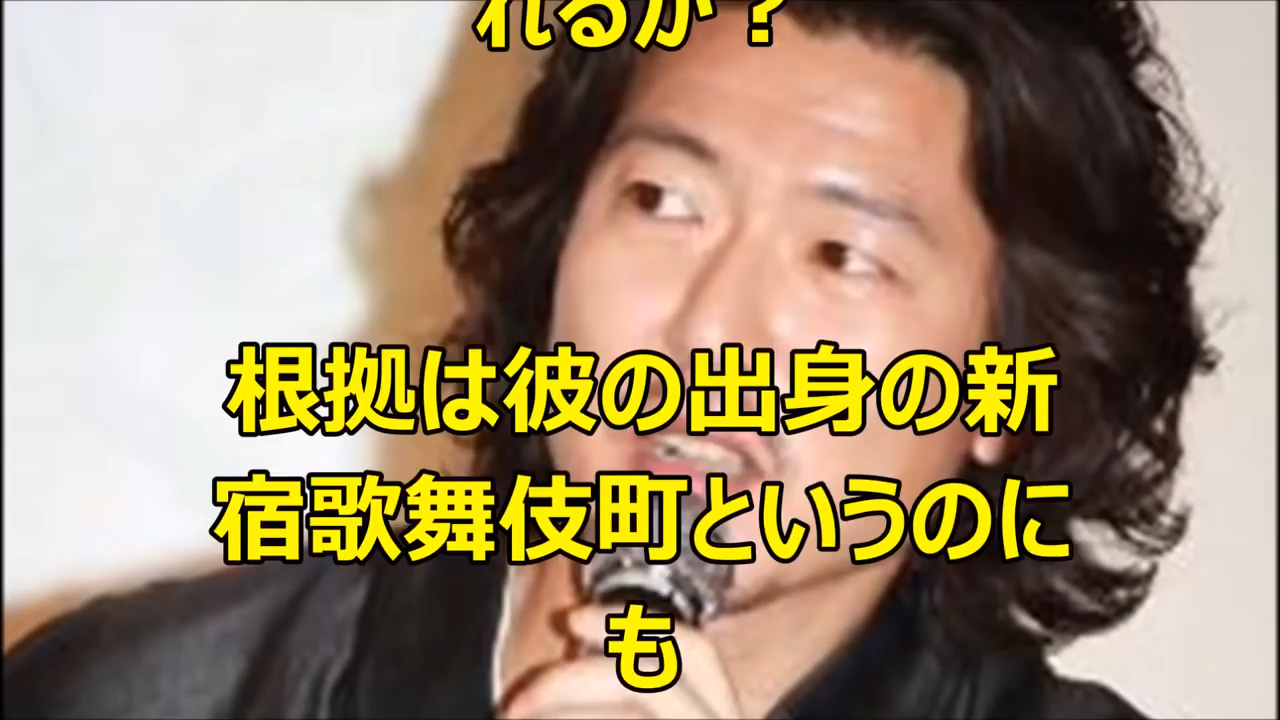 れるか？
根拠は彼の出身の新
宿歌舞伎町というのに
も